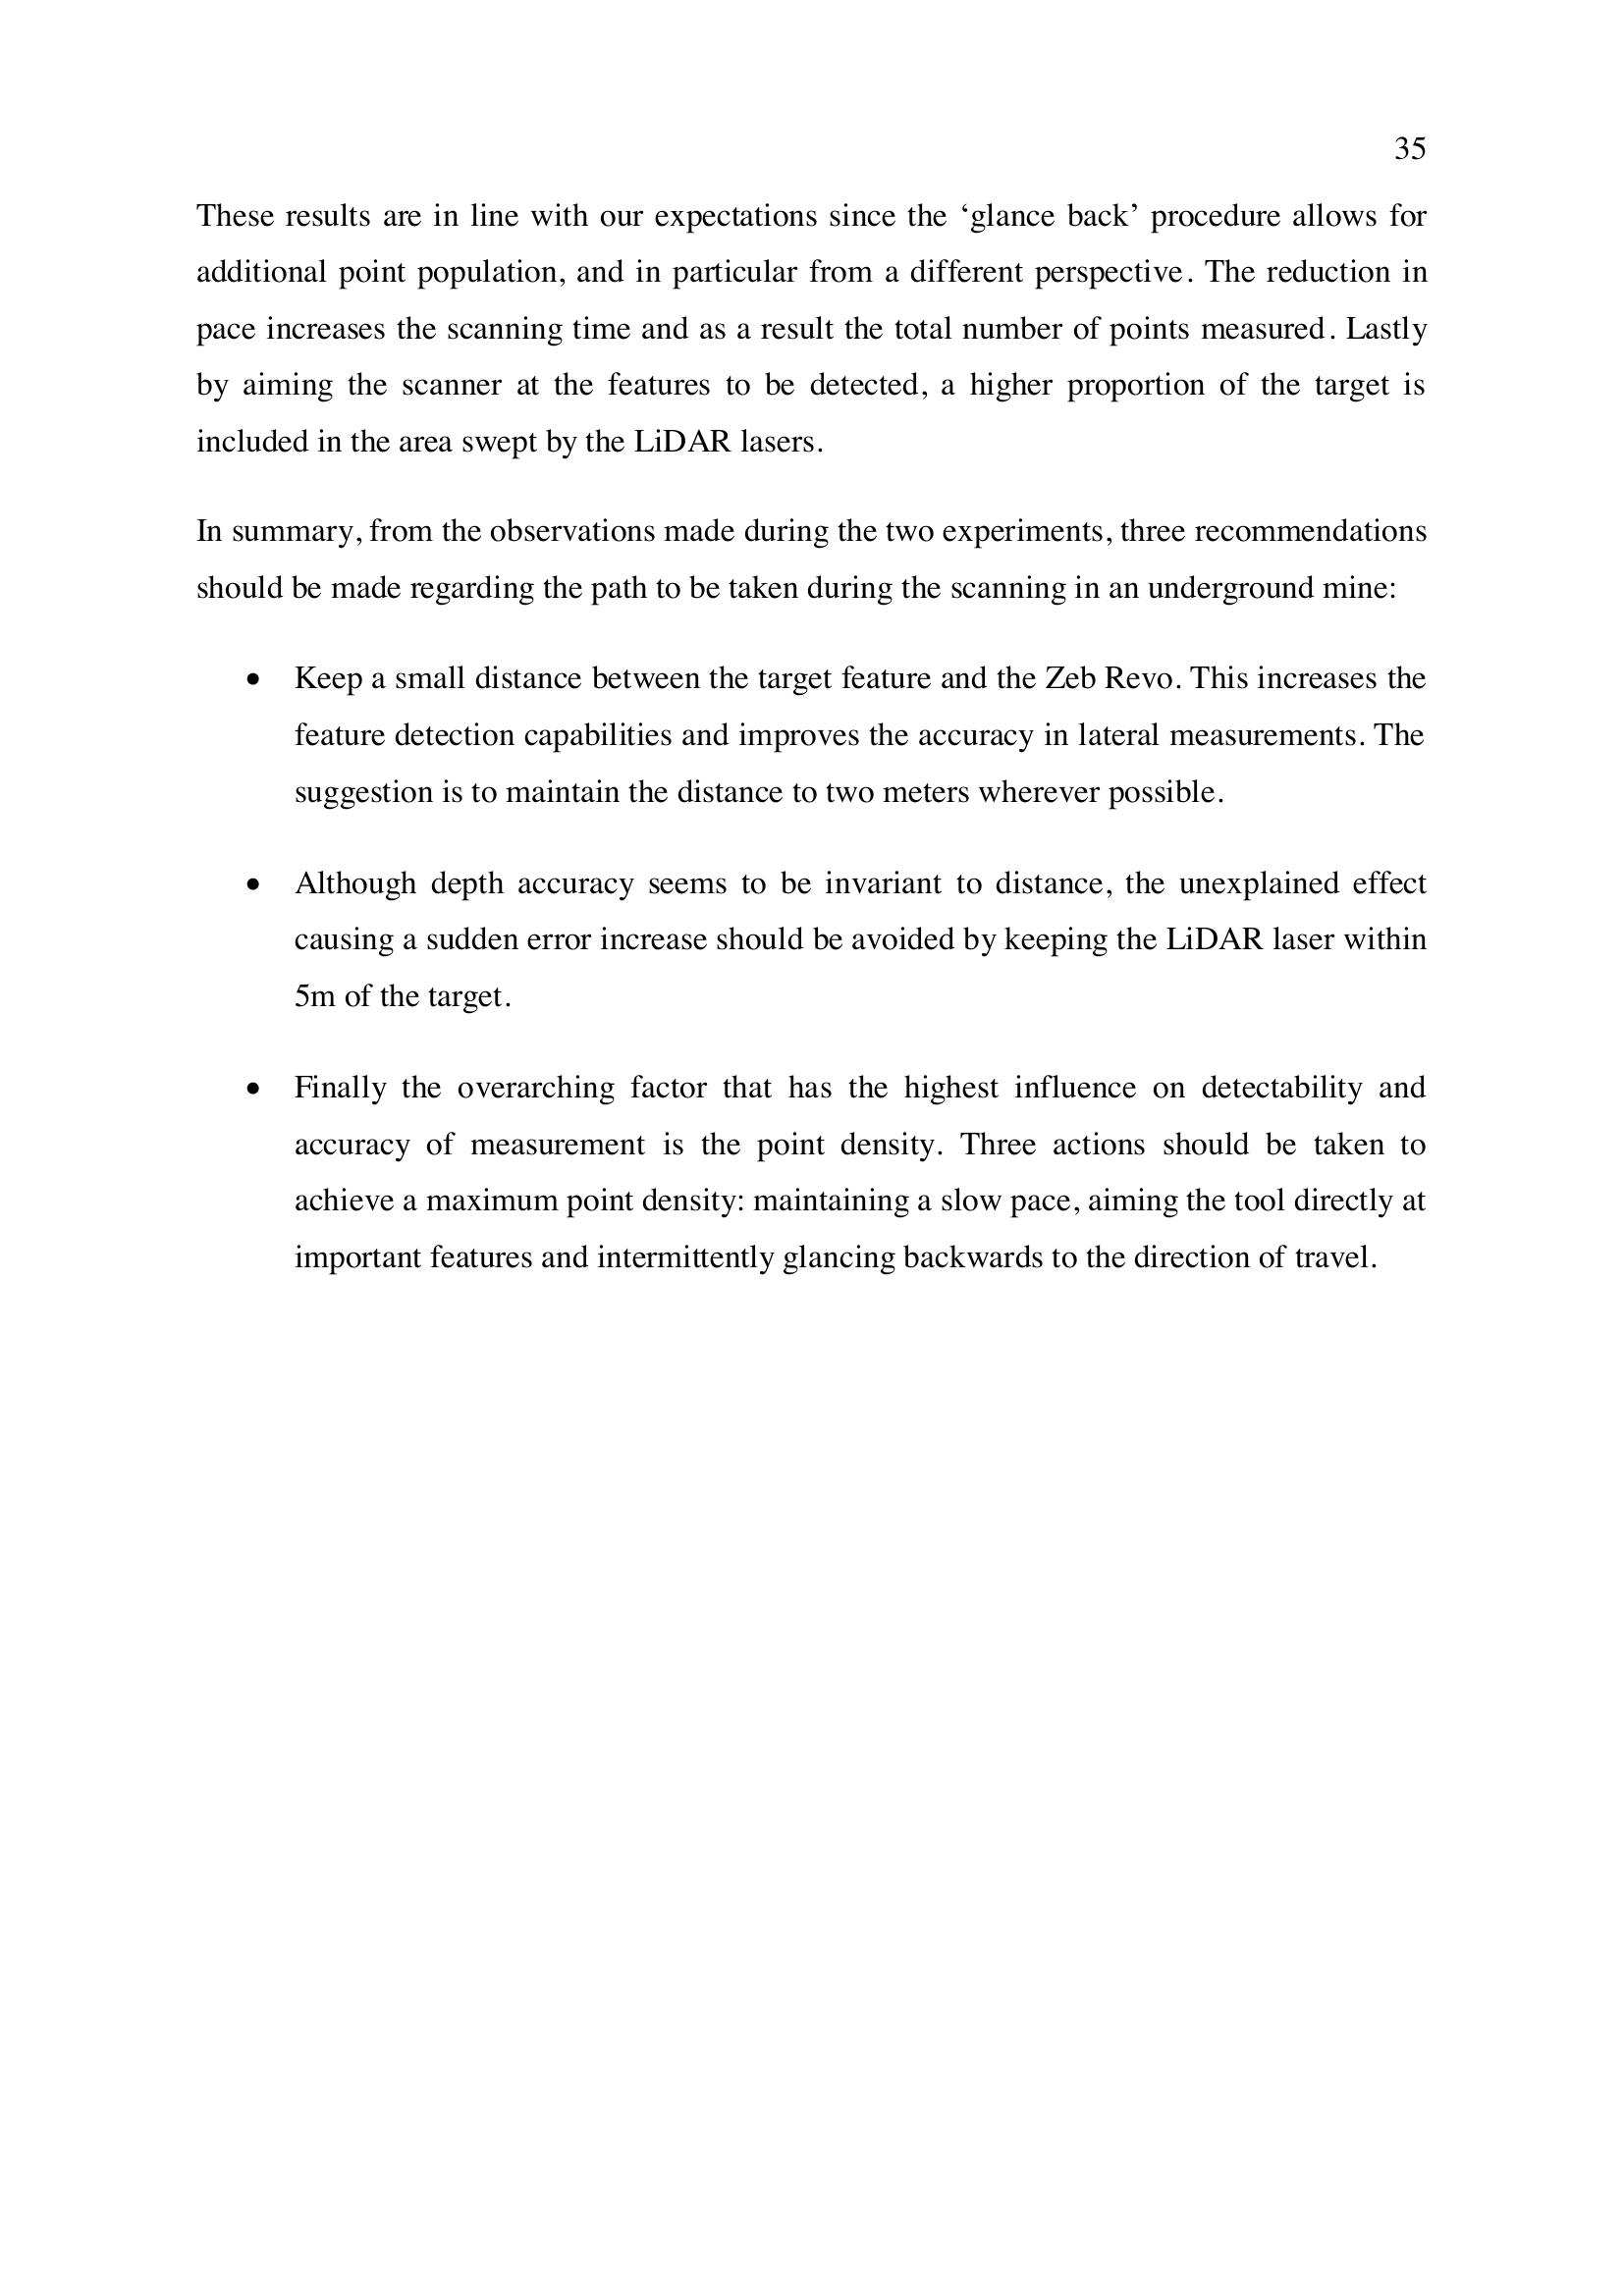 35
These results are in line with our expectations since the ‘glance back’ procedure allows for
additional point population, and in particular from a different perspective. The reduction in
pace increases the scanning time and as a result the total number of points measured. Lastly
by aiming the scanner at the features to be detected, a higher proportion of the target is
included in the area swept by the LiDAR lasers.
In summary, from the observations made during the two experiments, three recommendations
should be made regarding the path to be taken during the scanning in an underground mine:
• Keep a small distance between the target feature and the Zeb Revo. This increases the
feature detection capabilities and improves the accuracy in lateral measurements. The
suggestion is to maintain the distance to two meters wherever possible.
• Although depth accuracy seems to be invariant to distance, the unexplained effect
causing a sudden error increase should be avoided by keeping the LiDAR laser within
5m of the target.
• Finally the overarching factor that has the highest influence on detectability and
accuracy of measurement is the point density. Three actions should be taken to
achieve a maximum point density: maintaining a slow pace, aiming the tool directly at
important features and intermittently glancing backwards to the direction of travel.